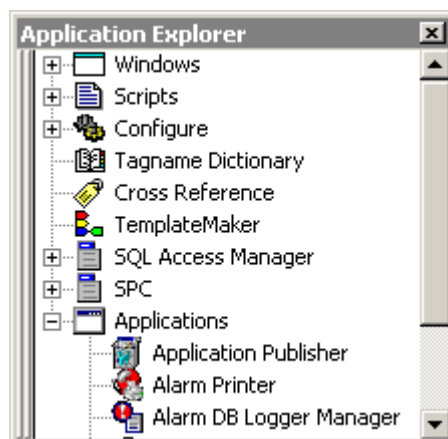 Application Explorer
Windows
Scripts
Configure
Tagname Dictionary
Cross Reference
TemplateMaker
SQL Access Manager
SPC
Applications
Application Publisher
Alarm Printer
Alarm DB Logger Manager